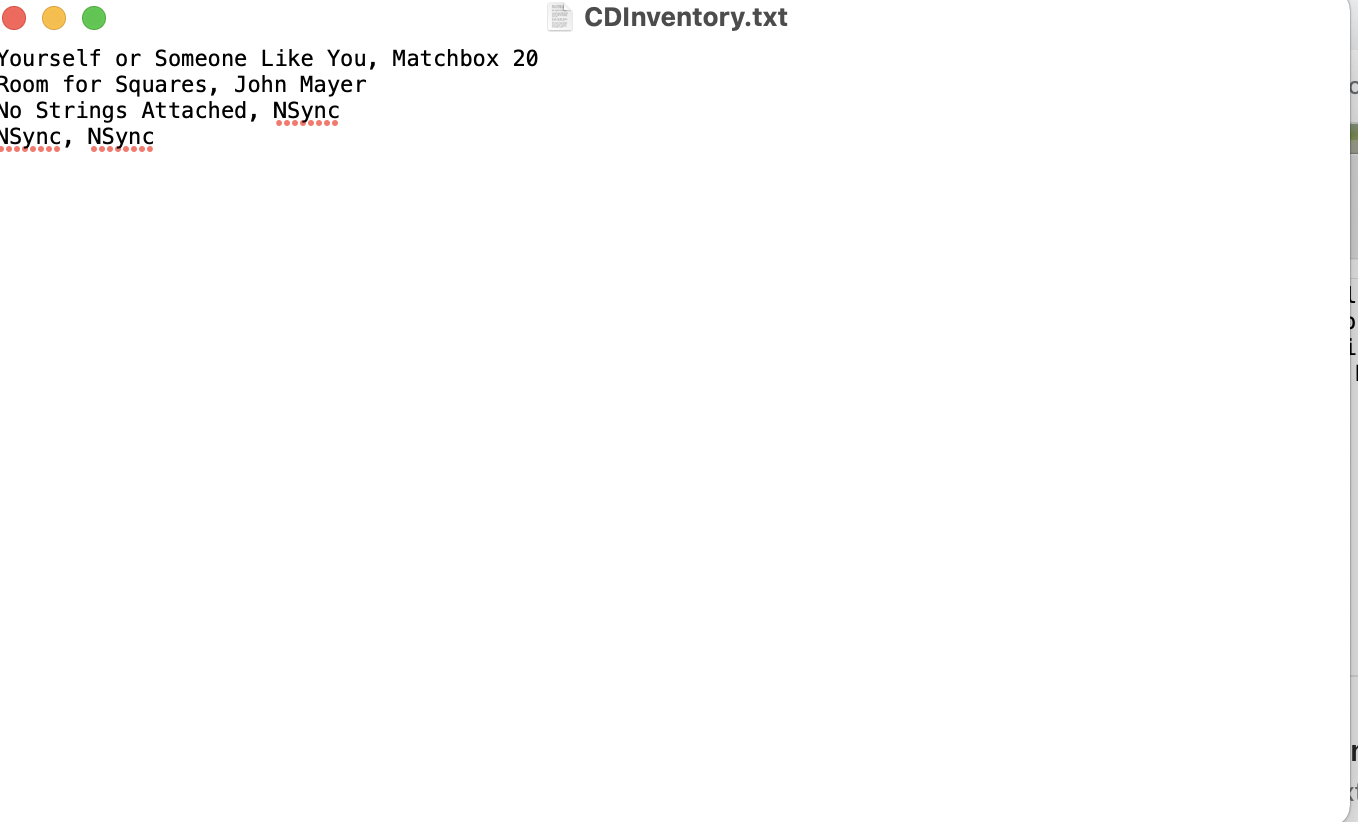 CDInventory.txt
Yourself or Someone Like You, Matchbox 20
Room for Squares, John Mayer
No Strings Attached, NSync
NSync, NSync